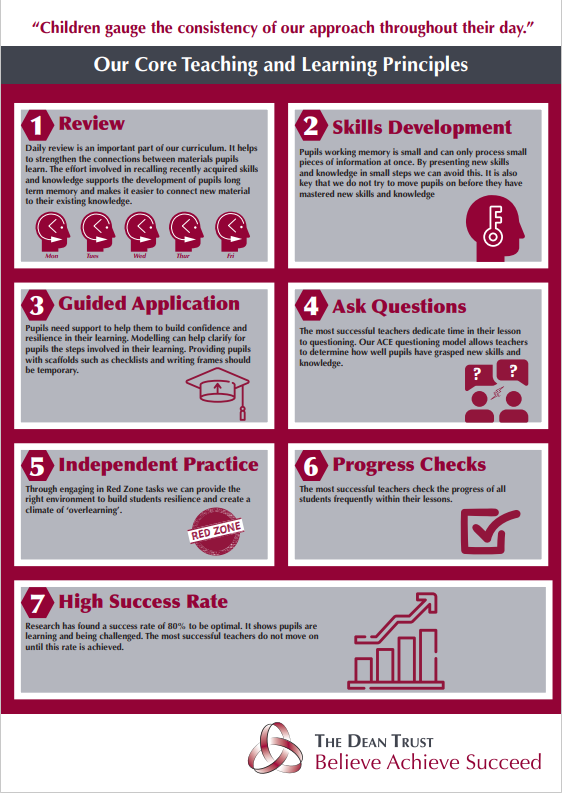 “Children gauge the consistency of our approach throughout their day.”
Our Core Teaching and Learning Principles
1 Review
Daily review is an important part of our curriculum. It helps
to strengthen the connections between materials pupils
learn. The effort involved in recalling recently acquired skills
and knowledge supports the development of pupils long
term memory and makes it easier to connect new material
to their existing knowledge.
Mon Tues Wed Thur Fri
2 Skills Development
Pupils working memory is small and can only process small
pieces of information at once. By presenting new skills
and knowledge in small steps we can avoid this. It is also
key that we do not try to move pupils on before they have
mastered new skills and knowledge
3 Guided Application
Pupils need support to help them to build confidence and
resilience in their learning. Modelling can help clarify for
pupils the steps involved in their learning. Providing pupils
with scaffolds such as checklists and writing frames should
be temporary.
4 Ask Questions
The most successful teachers dedicate time in their lesson
to questioning. Our ACE questioning model allows teachers
to determine how well pupils have grasped new skills and
knowledge.
? ?
5 Independent Practice
Through engaging in Red Zone tasks we can provide the
right environment to build students resilience and create a
climate of ‘overlearning’.
RED ZONE
6 Progress Checks
The most successful teachers check the progress of all
students frequently within their lessons.
7 High Success Rate
Research has found a success rate of 80% to be optimal. It shows pupils are
learning and being challenged. The most successful teachers do not move on
until this rate is achieved.
The Dean Trust
Believe Achieve Succeed